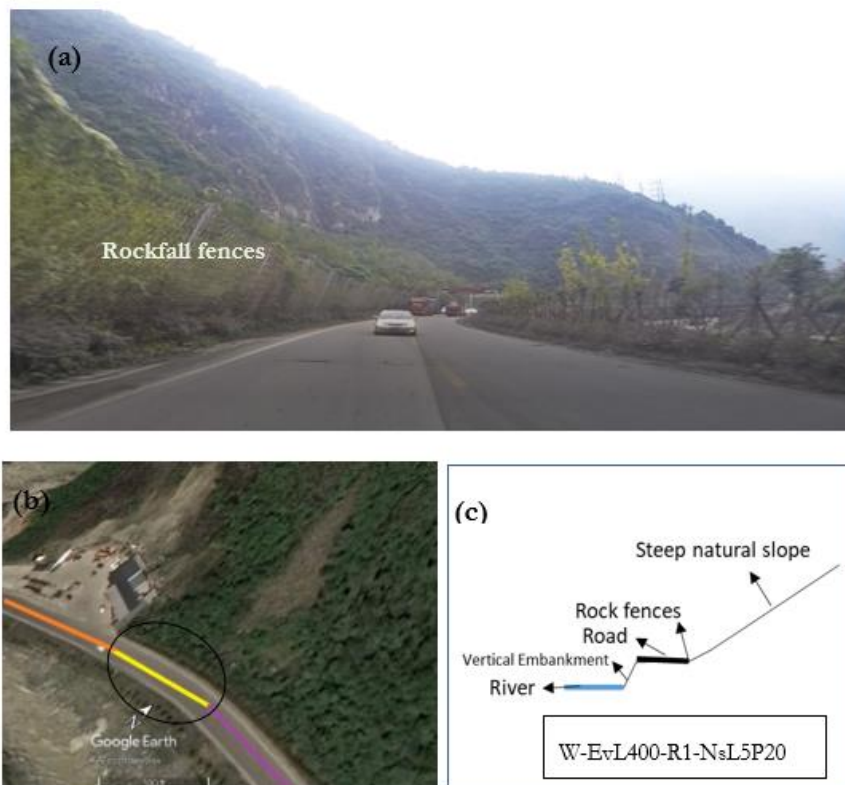 (a)
Rockfall fences
(b)
Google Earth
(c)
Steep natural slope
Rock fences
Road
Vertical Embankment
River
W-EvL400-R1-NsL5P20